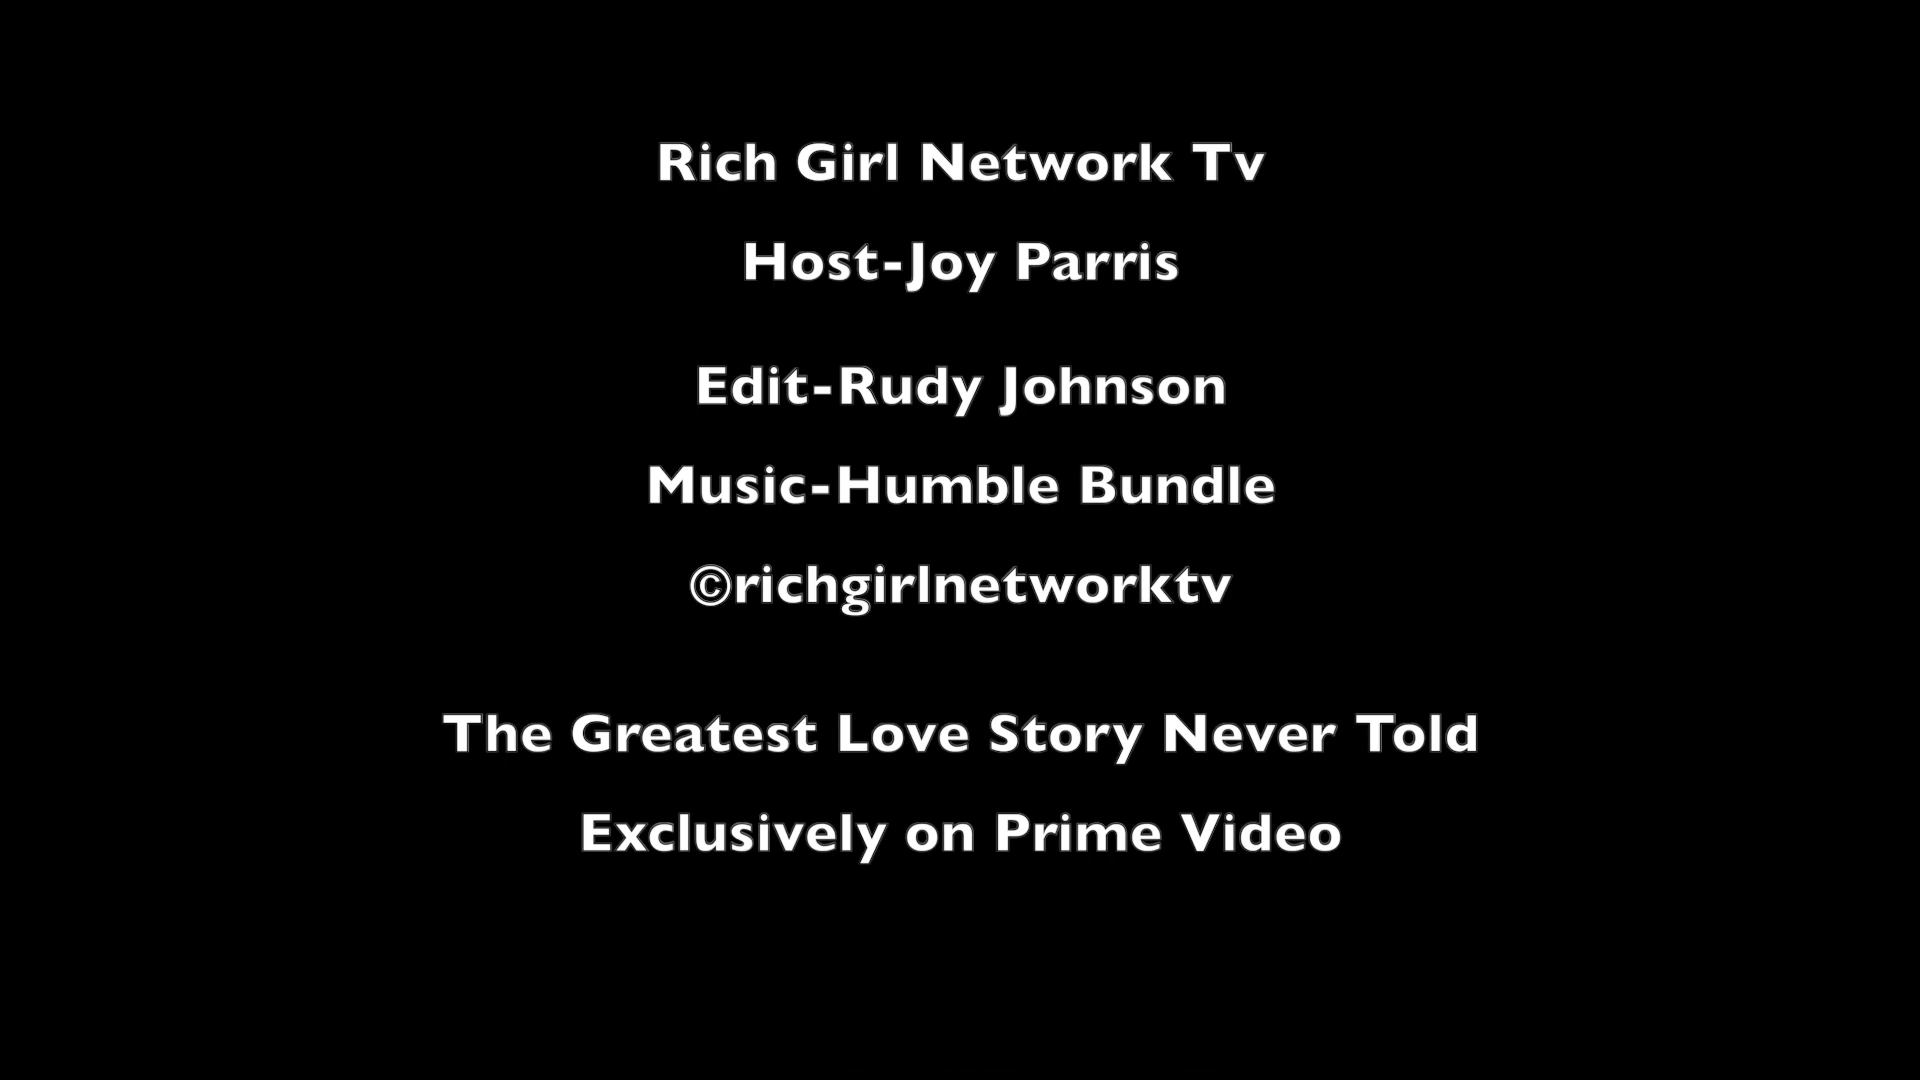 Rich Girl Network Tv
Host-Joy Parris
Edit-Rudy Johnson
Music-Humble Bundle
©richgirlnetworktv
The Greatest Love Story Never Told
Exclusively on Prime Video